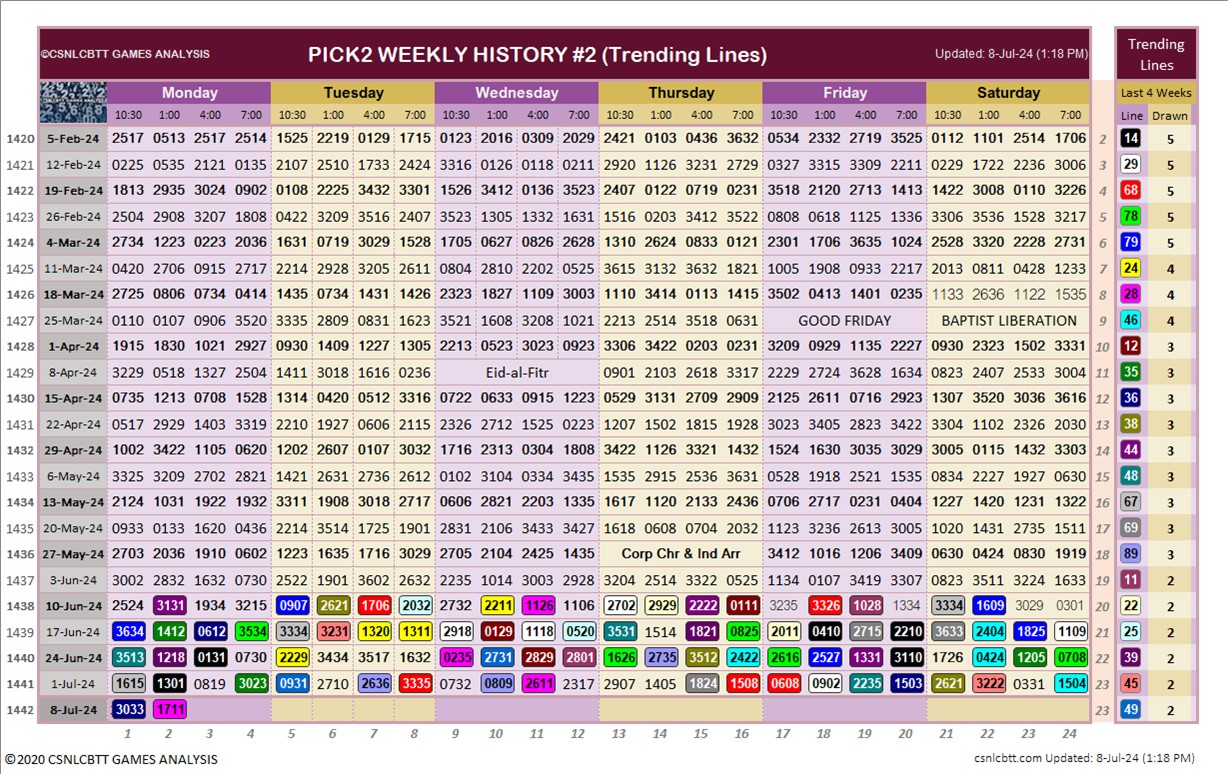 ©CSNLCBTT GAMES ANALYSIS PICK2 WEEKLY HISTORY #2 (Trending Lines) Updated: 8-Jul-24 (1:18 PM) Trending Lines
Monday Tuesday Wednesday Thursday Friday Saturday Last 4 Weeks
10:30 1:00 4:00 7:00 10:30 1:00 4:00 7:00 10:30 1:00 4:00 7:00 10:30 1:00 4:00 7:00 10:30 1:00 4:00 7:00 10:30 1:00 4:00 7:00 Line Drawn
1420 5-Feb-24 2517 0513 2517 2514 1525 2219 0129 1715 0123 2016 0309 2029 2421 0103 0436 3632 0534 2332 2719 3525 0112 1101 2514 1706 2 14 5
1421 12-Feb-24 0225 0535 2121 0135 2107 2510 1733 2424 3316 0126 0118 0211 2920 1126 3231 2729 0327 3315 3309 2211 0229 1722 2236 3006 3 29 5
1422 19-Feb-24 1813 2935 3024 0902 0108 2225 3432 3301 1526 3412 0136 3523 2407 0122 0719 0231 3518 2120 2713 1413 1422 3008 0110 3226 4 68 5
1423 26-Feb-24 2504 2908 3207 1808 0422 3209 3516 2407 3523 1305 1332 1631 1516 0203 3412 3522 0808 0618 1125 1336 3306 3536 1528 3217 5 78 5
1424 4-Mar-24 2734 1223 0223 2036 1631 0719 3029 1528 1705 0627 0826 2628 1310 2624 0833 0121 2301 1706 3635 1024 2528 3320 2228 2731 6 79 5
1425 11-Mar-24 0420 2706 0915 2717 2214 2928 3205 2611 0804 2810 2202 0525 3615 3132 3632 1821 1005 1908 0933 2217 2013 0811 0428 1233 7 24 4
1426 18-Mar-24 2725 0806 0734 0414 1435 0734 1431 1429 2323 1827 1109 3003 1110 3414 0113 1415 3502 0413 1401 0235 1133 2636 1122 1535 8 28 4
1427 25-Mar-24 0110 0107 0906 3520 3335 2809 0831 1623 3521 1608 3208 1021 2213 2514 3518 0631 GOOD FRIDAY BAPTIST LIBERATION 9 46 4
1428 1-Apr-24 1915 1830 1021 2927 0930 1409 1227 1303 2213 0523 3023 0923 3306 3422 0203 0231 3209 0929 1135 2227 0930 2323 1502 3331 10 12 3
1429 8-Apr-24 3229 0518 1327 2504 1411 3018 1616 0236 Eid-al-Fitr 0901 2103 2618 3317 2229 2724 3628 1634 0823 2407 2533 3004 11 35 3
1430 15-Apr-24 0735 1213 0708 1528 1314 0420 0512 3316 0722 0633 0915 1223 0529 3131 2709 2909 2125 2611 0716 2923 1307 3520 3036 3616 12 36 3
1431 22-Apr-24 0517 2929 1403 3319 2210 1927 0606 2113 2326 2712 1525 0223 1207 1502 1815 1928 3023 3405 2823 3422 3304 1102 2326 2030 13 38 3
1432 29-Apr-24 1002 3422 1105 0620 1202 2607 0107 3032 1716 2313 0304 1808 3422 1126 3321 1432 1524 1630 3035 3029 3005 0115 1432 3303 14 44 3
1433 6-May-24 3325 3209 2702 2821 1421 2631 2736 2612 0102 3104 0334 3435 1535 2915 2536 3631 0528 1918 2521 1535 0834 2227 1927 0630 15 48 3
1434 13-May-24 2124 1031 1922 1932 3311 1908 3018 2717 0606 2821 2203 1335 1617 1120 2133 2436 0706 2717 0231 0404 1227 1420 1231 1322 16 67 3
1435 20-May-24 0933 0133 1620 0436 2214 3514 1725 1901 2831 2106 3433 3427 1618 0608 0704 2032 1123 3236 2613 3005 1020 1431 2735 1511 17 69 3
1436 27-May-24 2703 2036 1910 0602 1223 1635 1716 3029 2705 2104 2425 1435 Corp Chr & Ind Arr 3412 1016 1206 3409 0630 0424 0830 1919 18 89 3
1437 3-Jun-24 3002 2832 1632 0730 2522 1901 3602 2632 2235 1014 3003 2928 3204 2514 3322 0525 1134 0107 3419 3307 0823 3511 3224 1633 19 11 2
1438 10-Jun-24 2524 3131 1934 3215 0907 2621 1706 2032 2732 2211 1126 1106 2702 2929 2222 0111 3235 3326 1028 1334 3334 1609 3029 0301 20 22 2
1439 17-Jun-24 3634 1412 0612 3534 3334 3231 1320 1311 2918 0129 1118 0520 3531 1514 1821 0825 2011 0410 2715 2210 3633 2404 1825 1109 21 25 2
1440 24-Jun-24 3513 1218 0131 0730 2229 3434 3517 1632 0235 2731 2829 2801 1626 2735 3512 2422 2616 2527 1331 3110 1726 0424 1205 0708 22 39 2
1441 1-Jul-24 1615 1301 0819 3023 0931 2710 2636 3335 0732 0809 2611 2317 2907 1405 1824 1508 0608 0902 2235 1503 2621 3222 0331 1504 23 45 2
1442 8-Jul-24 3033 1711 23 49 2
1 2 3 4 5 6 7 8 9 10 11 12 13 14 15 16 17 18 19 20 21 22 23 24
©2020 CSNLCBTT GAMES ANALYSIS csnlcbtt.com Updated: 8-Jul-24 (1:18 PM)